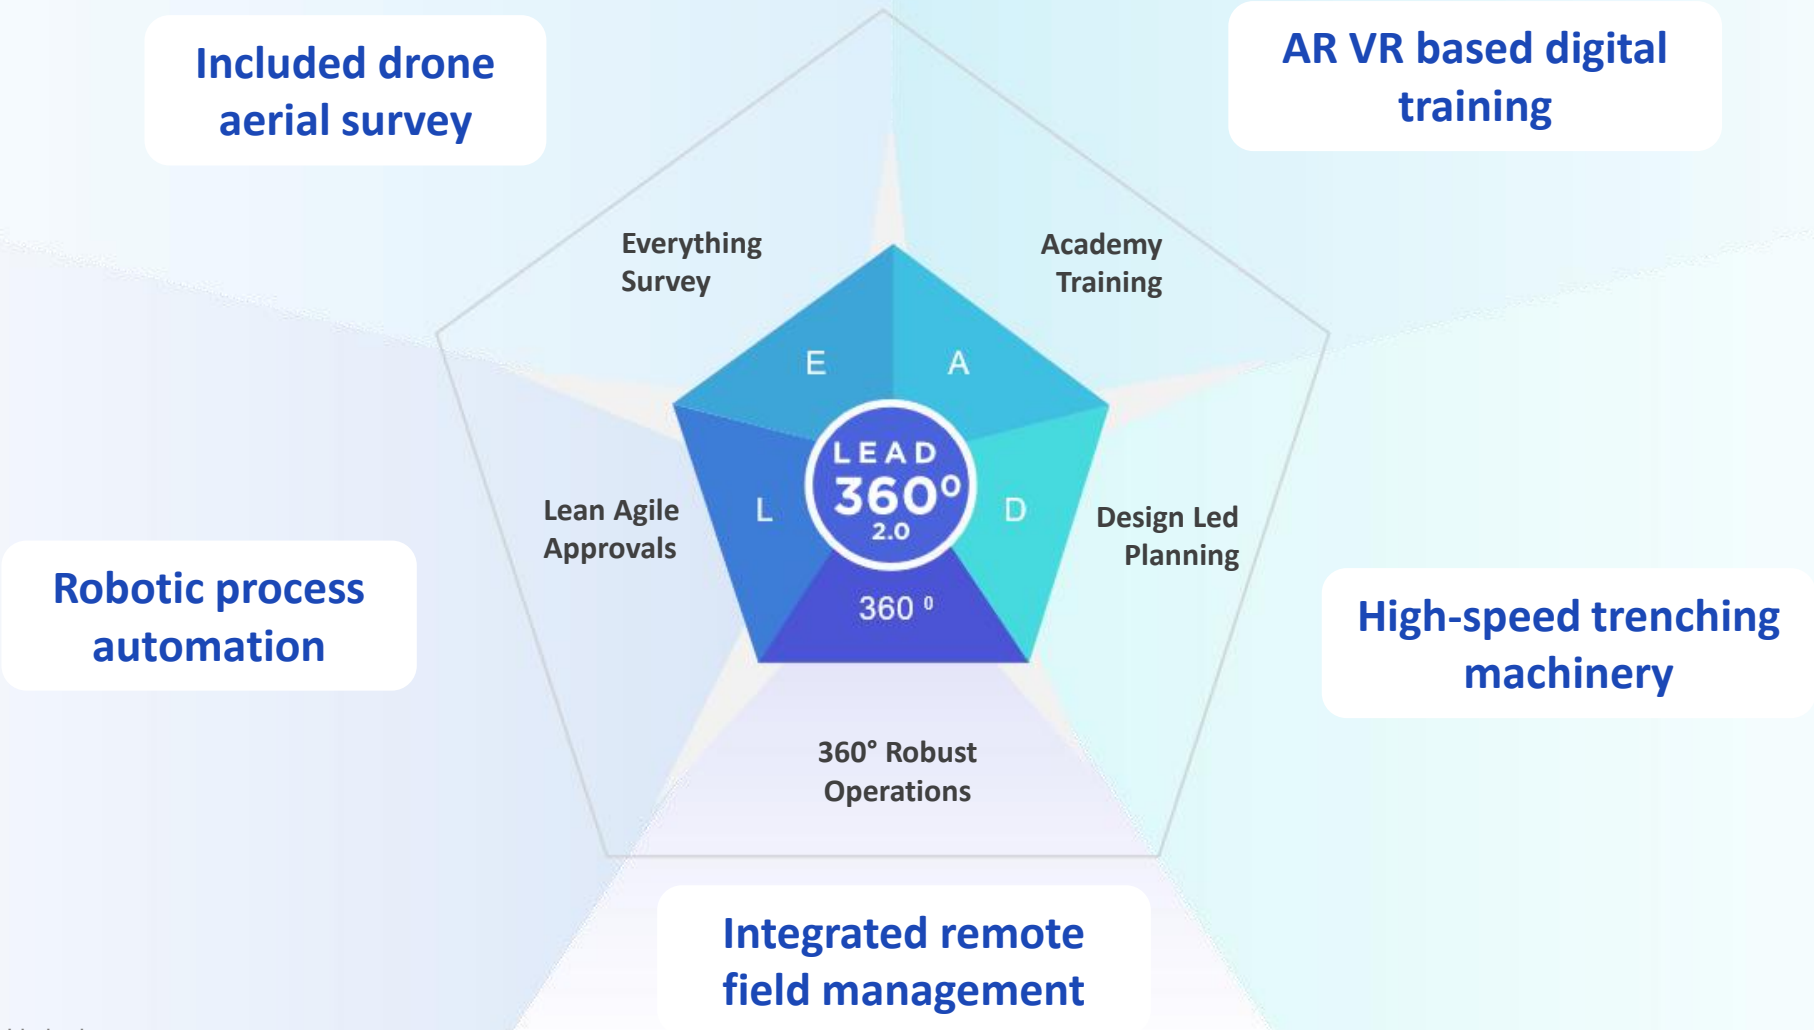 Included drone
aerial survey
AR VR based digital
training
Everything
Survey
Academy
Training
E
A
LEAD
360⁰
2.0
L
D
Lean Agile
Approvals
Design Led
Planning
360 ⁰
Robotic process
automation
High-speed trenching
machinery
360° Robust
Operations
Integrated remote
field management